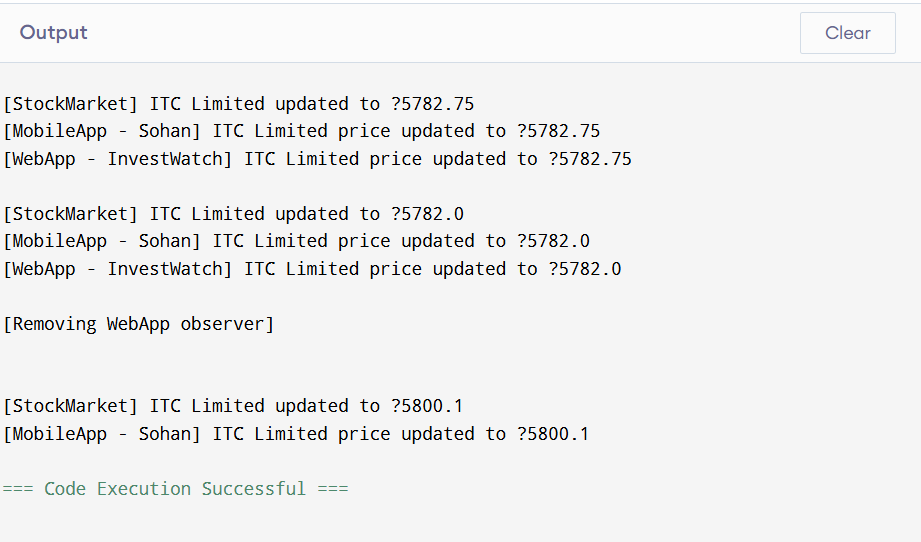 Output
Clear
[StockMarket] ITC Limited updated to ?5782.75
[MobileApp - Sohan] ITC Limited price updated to ?5782.75
[WebApp - InvestWatch] ITC Limited price updated to ?5782.75
[StockMarket] ITC Limited updated to ?5782.0
[MobileApp - Sohan] ITC Limited price updated to ?5782.0
[WebApp - InvestWatch] ITC Limited price updated to ?5782.0
[Removing WebApp observer]
[StockMarket] ITC Limited updated to ?5800.1
[MobileApp - Sohan] ITC Limited price updated to ?5800.1
=== Code Execution Successful ===